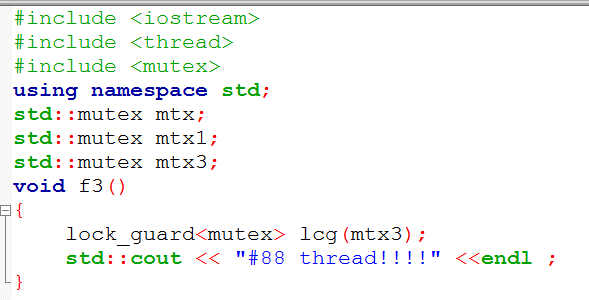 #include <iostream>
#include <thread>
#include <mutex>
using namespace std;
std::mutex mtx;
std::mutex mtx1;
std::mutex mtx3;
void f3()
{
    lock_guard<mutex> lcg(mtx3);
    std::cout << "#88 thread!!!!" <<endl ;
}